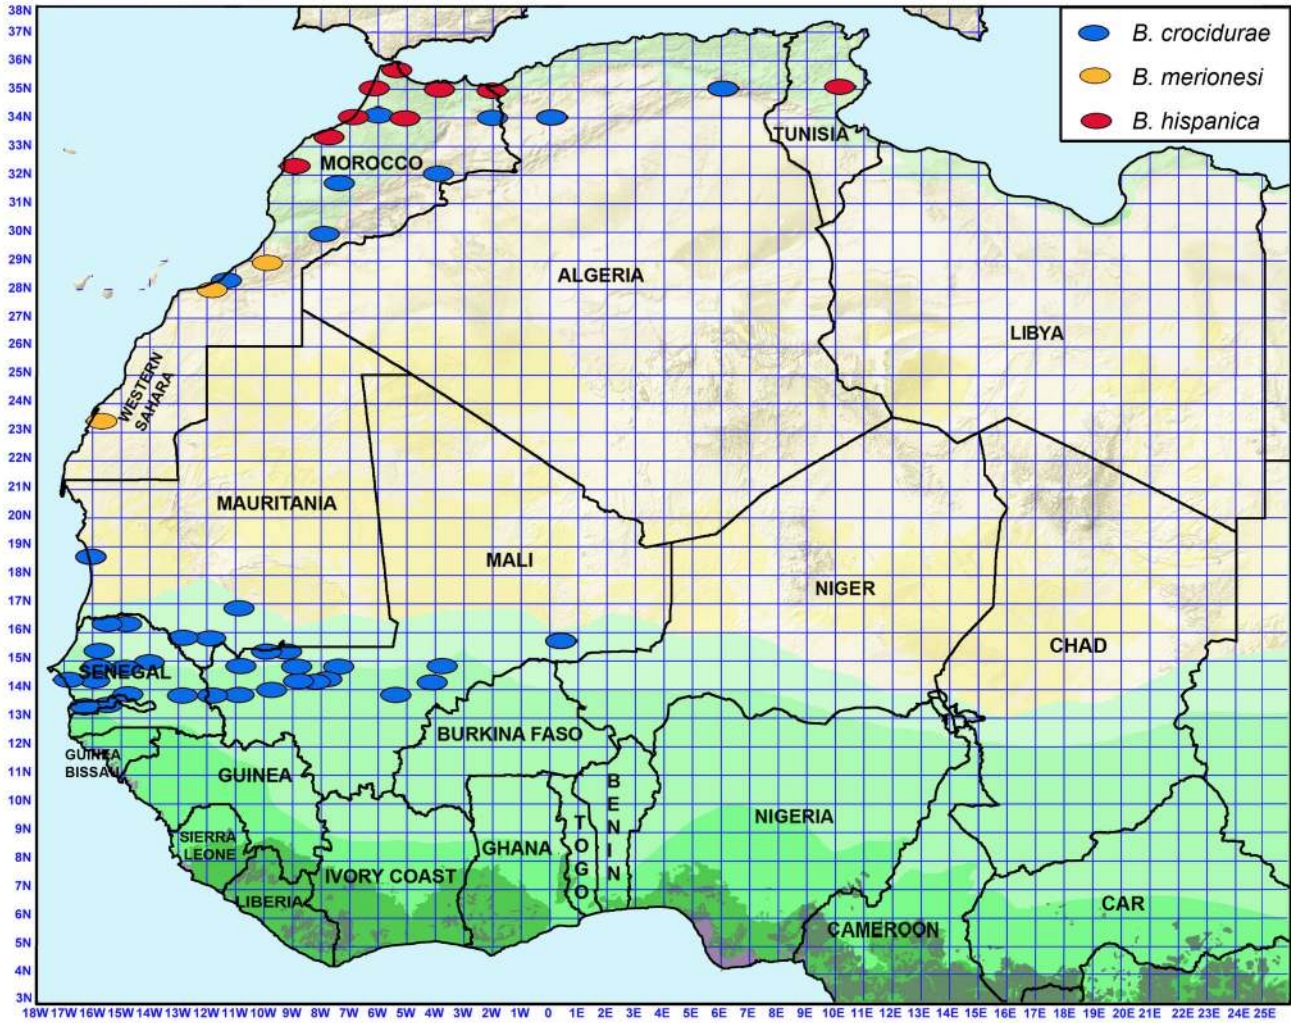 38N
37N
36N
35N
34N
33N
32N
31N
30N
29N
28N
27N
26N
25N
24N
23N
22N
21N
20N
19N
18N
17N
16N
15N
14N
13N
12N
11N
10N
9N
8N
7N
6N
5N
4N
3N
B. crocidurae
B. merionesi
B. hispanica
TUNISIA
MOROCCO
ALGERIA
LIBYA
WESTERN
SAHARA
MAURITANIA
MALI
NIGER
CHAD
SENEGAL
BURKINA FASO
GUINEA
BISSAU
GUINEA
BENIN
TOGO
NIGERIA
SIERRA
LEONE
GHANA
IVORY COAST
LIBERIA
CAMEROON
CAR
18W 17W 16W 15W 14W 13W 12W 11W 10W 9W 8W 7W 6W 5W 4W 3W 2W 1W 0 1E 2E 3E 4E 5E 6E 7E 8E 9E 10E 11E 12E 13E 14E 15E 16E 17E 18E 19E 20E 21E 22E 23E 24E 25E